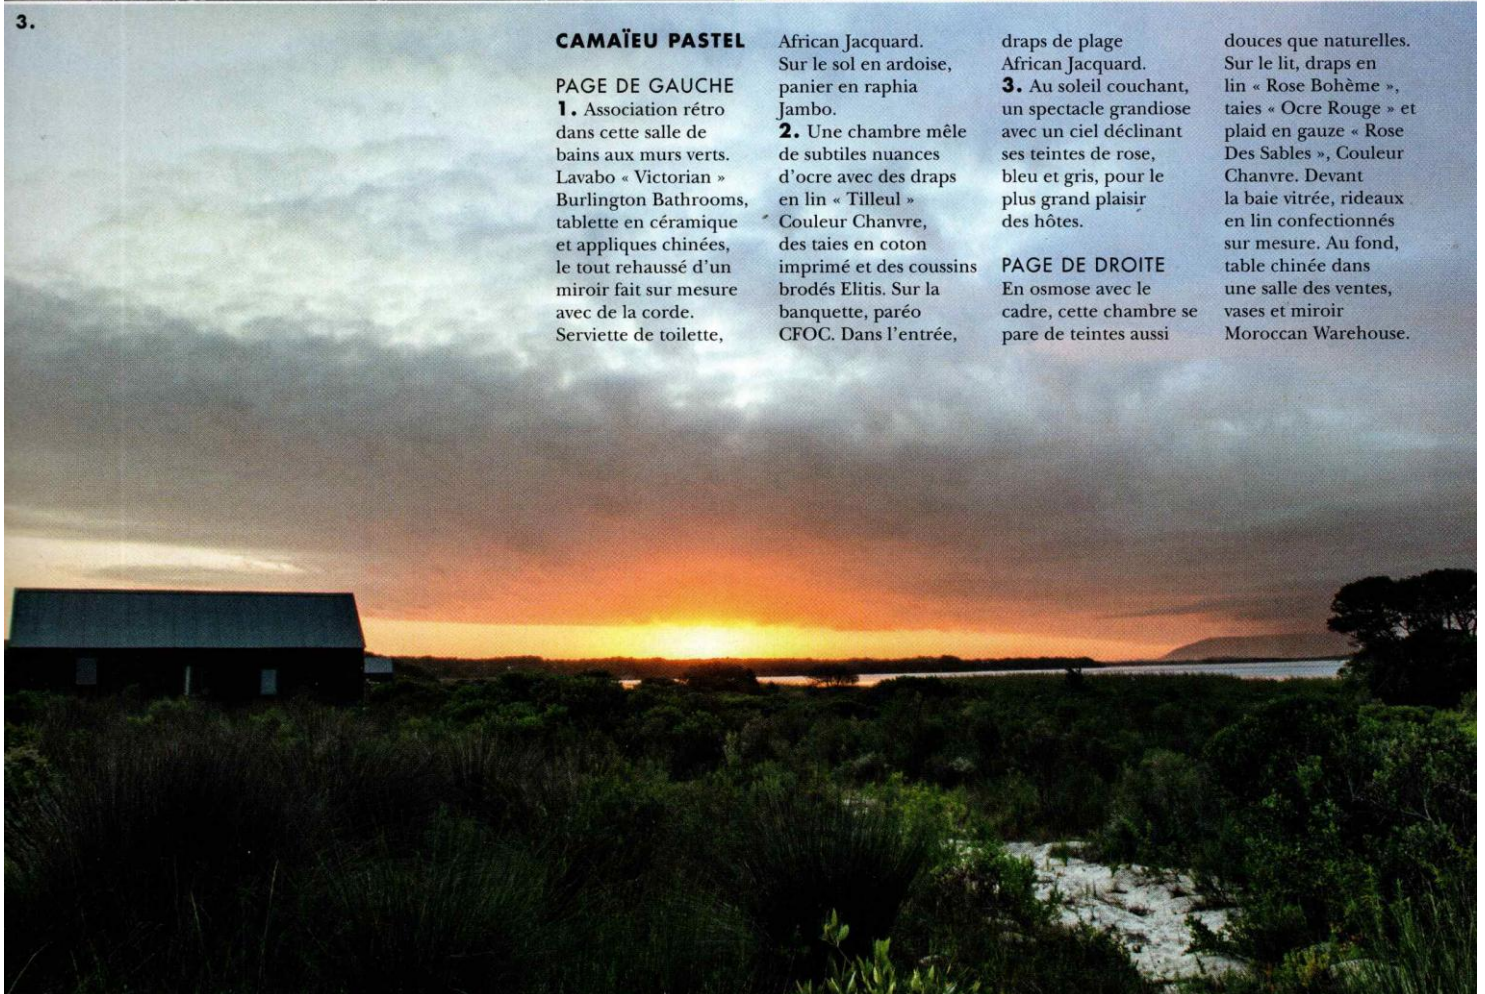 3.
CAMAÏEU PASTEL
PAGE DE GAUCHE
1. Association rétro
dans cette salle de
bains aux murs verts.
Lavabo « Victorian »
Burlington Bathrooms,
tablette en céramique
et appliques chinées,
le tout rehaussé d'un
miroir fait sur mesure
avec de la corde.
Serviette de toilette,
African Jacquard.
Sur le sol en ardoise,
panier en raphia
Jambo.
2. Une chambre mêle
de subtiles nuances
d'ocre avec des draps
en lin « Tilleul »
Couleur Chanvre,
des taies en coton
imprimé et des coussins
brodés Elitis. Sur la
banquette, paréo
CFOC. Dans l'entrée,
draps de plage
African Jacquard.
3. Au soleil couchant,
un spectacle grandiose
avec un ciel déclinant
ses teintes de rose,
bleu et gris, pour le
plus grand plaisir
des hôtes.
PAGE DE DROITE
En osmose avec le
cadre, cette chambre se
pare de teintes aussi
douces que naturelles.
Sur le lit, draps en
lin « Rose Bohème »,
taies « Ocre Rouge » et
plaid en gauze « Rose
Des Sables », Couleur
Chanvre. Devant
la baie vitrée, rideaux
en lin confectionnés
sur mesure. Au fond,
table chinée dans
une salle des ventes,
vases et miroir
Moroccan Warehouse.